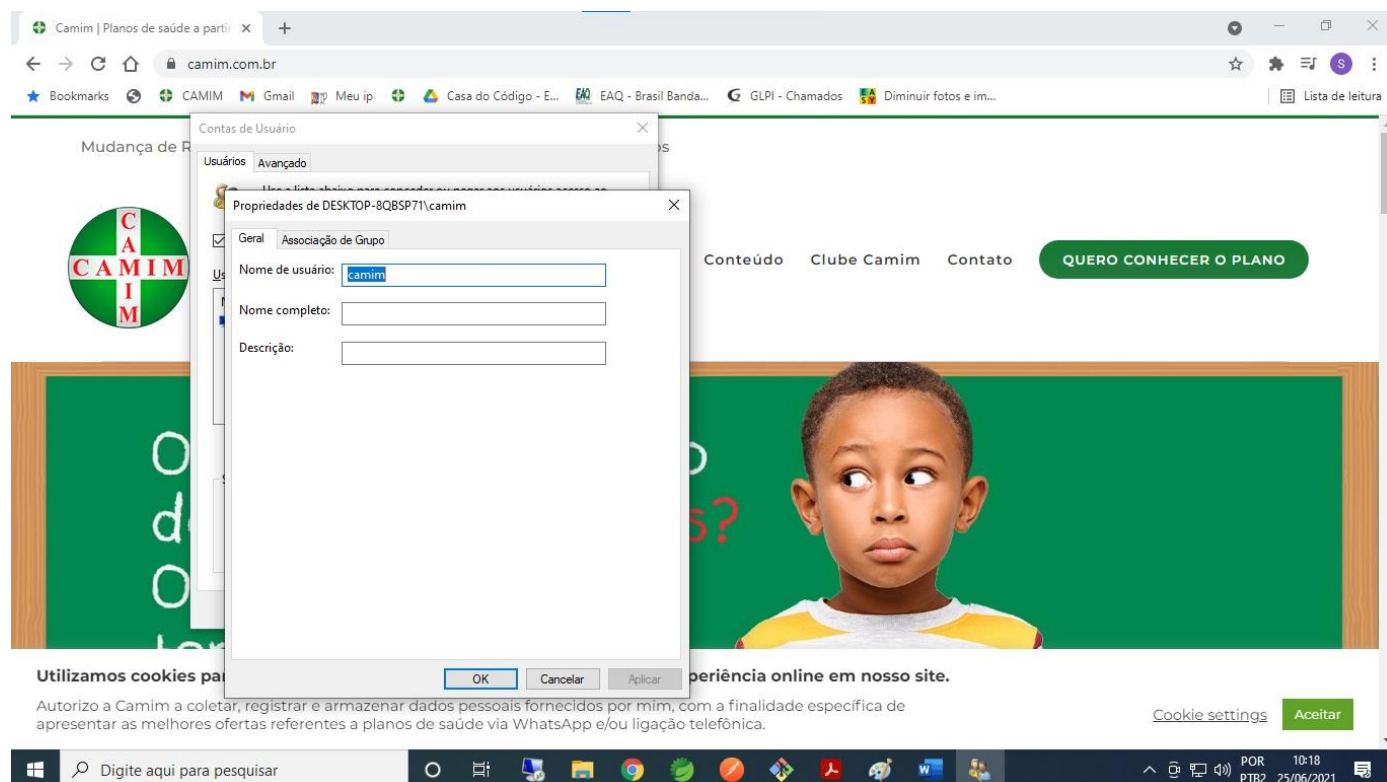 Camim | Planos de saúde a partir
camim.com.br
Bookmarks CAMIM Gmail Meu ip Casa do Código - E... EAQ - Brasil Banda... GLPI - Chamados Diminuir fotos e im... Lista de leitura
S
Mudança de
Contas de Usuário
Usuários Avançado
Propriedades de DESKTOP-8QBSP71\camim
Geral Associação de Grupo
Nome de usuário: camim
Nome completo:
Descrição:
OK Cancelar Aplicar
C
A
CAMIM
I
M
Conteúdo Clube Camim Contato QUERO CONHECER O PLANO
O
d
s?
O
Utilizamos cookies periência online em nosso site.
Autorizo a Camim a coletar, registrar e armazenar dados pessoais fornecidos por mim, com a finalidade específica de
apresentar as melhores ofertas referentes a planos de saúde via WhatsApp e/ou ligação telefônica.
Cookie settings Aceitar
Digite aqui para pesquisar
POR 10:18
PTB2 25/06/2021